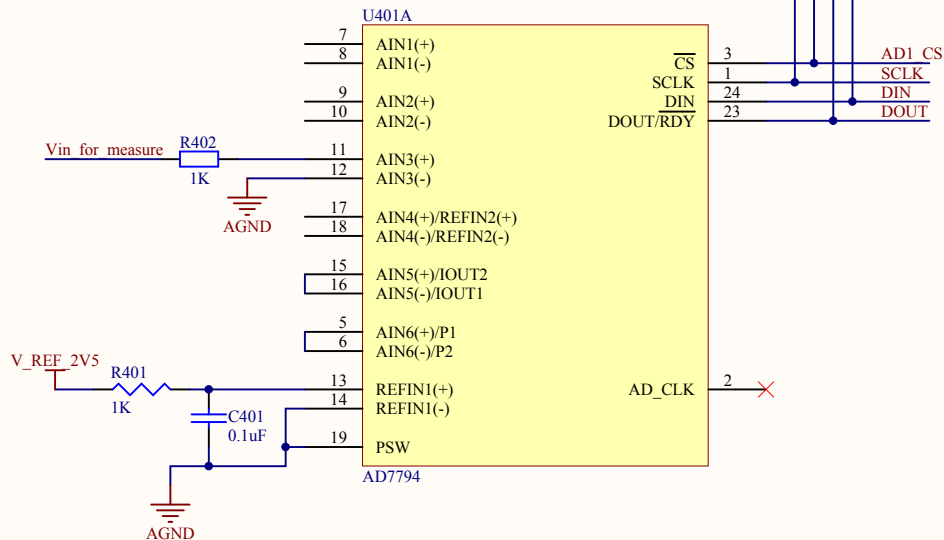 U401A
7 AIN1(+)
8 AIN1(-)
9 AIN2(+)
10 AIN2(-)
Vin_for_measure
R402
1K
11 AIN3(+)
12 AIN3(-)
AGND
17 AIN4(+)/REFIN2(+)
18 AIN4(-)/REFIN2(-)
15 AIN5(+)/IOUT2
16 AIN5(-)/IOUT1
5 AIN6(+)/P1
6 AIN6(-)/P2
V_REF_2V5
R401
1K
C401
0.1uF
13 REFIN1(+)
14 REFIN1(-)
19 PSW
AGND
CS 3 AD1_CS
SCLK 1 SCLK
DIN 24 DIN
DOUT/RDY 23 DOUT
AD_CLK 2
AD7794